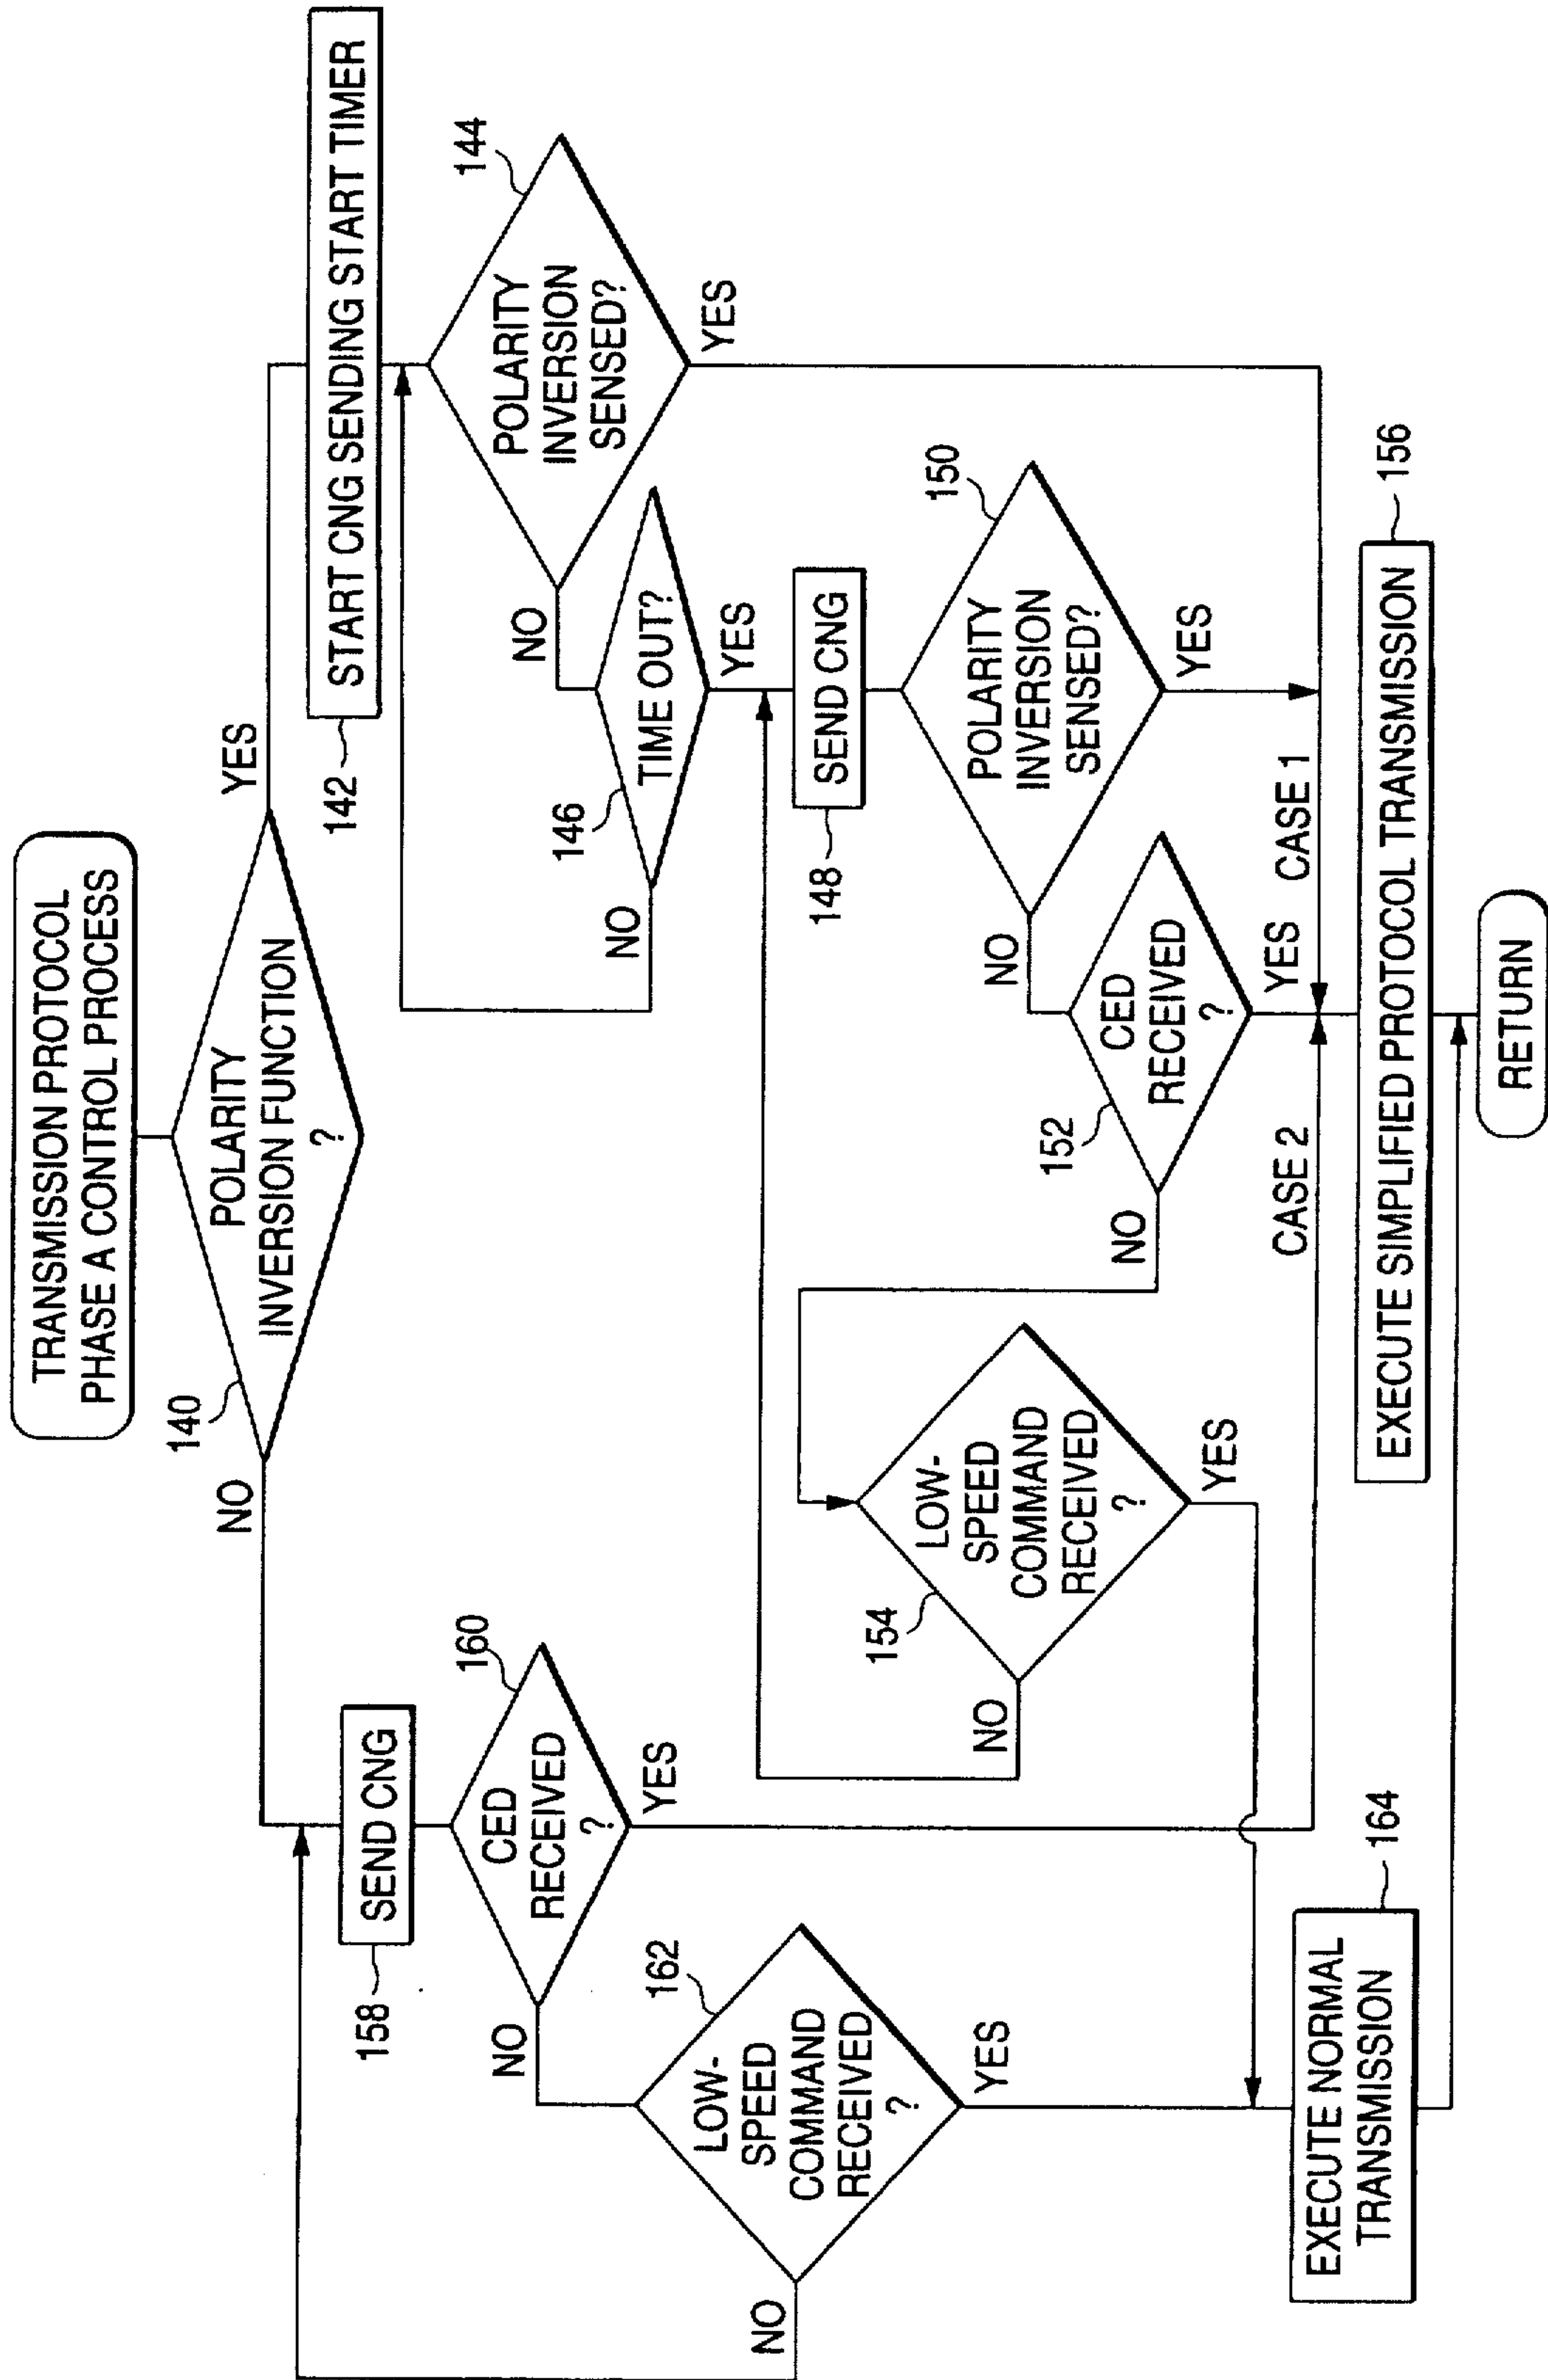 TRANSMISSION PROTOCOL
PHASE A CONTROL PROCESS
140
POLARITY
INVERSION FUNCTION
?
NO
YES
142
START CNG SENDING START TIMER
144
POLARITY
INVERSION
SENSED?
NO
YES
146
TIME OUT?
NO
YES
148
SEND CNG
150
POLARITY
INVERSION
SENSED?
NO
YES
152
CED
RECEIVED
?
NO
YES
CASE 1
CASE 2
154
LOW-
SPEED
COMMAND
RECEIVED
?
NO
YES
156
EXECUTE SIMPLIFIED PROTOCOL TRANSMISSION
158
SEND CNG
160
CED
RECEIVED
?
NO
YES
162
LOW-
SPEED
COMMAND
RECEIVED
?
NO
YES
164
EXECUTE NORMAL
TRANSMISSION
RETURN